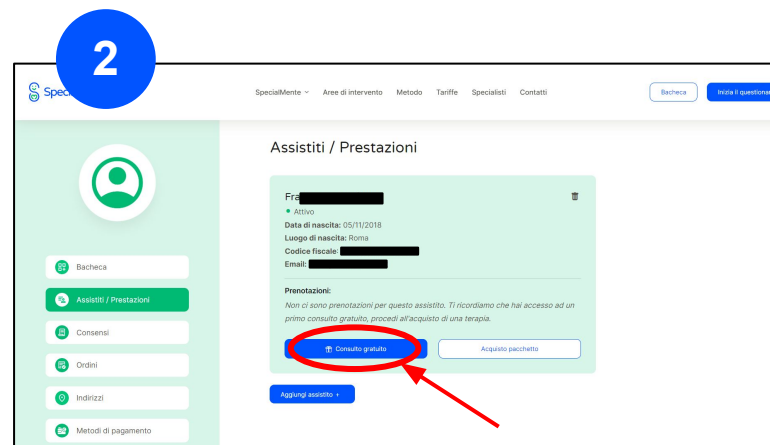 2
SpecialMente Aree di intervento Metodo Tariffe Specialisti Contatti
Bacheca
Inizia il questionar
Assistiti / Prestazioni
Fra
Attivo
Data di nascita: 05/11/2018
Luogo di nascita: Roma
Codice fiscale:
Email:
Prenotazioni:
Non ci sono prenotazioni per questo assistito. Ti ricordiamo che hai accesso ad un
primo consulto gratuito, procedi all'acquisto di una terapia.
Consulto gratuito
Acquisto pacchetto
Aggiungi assistito +
Bacheca
Assistiti / Prestazioni
Consensi
Ordini
Indirizzi
Metodi di pagamento